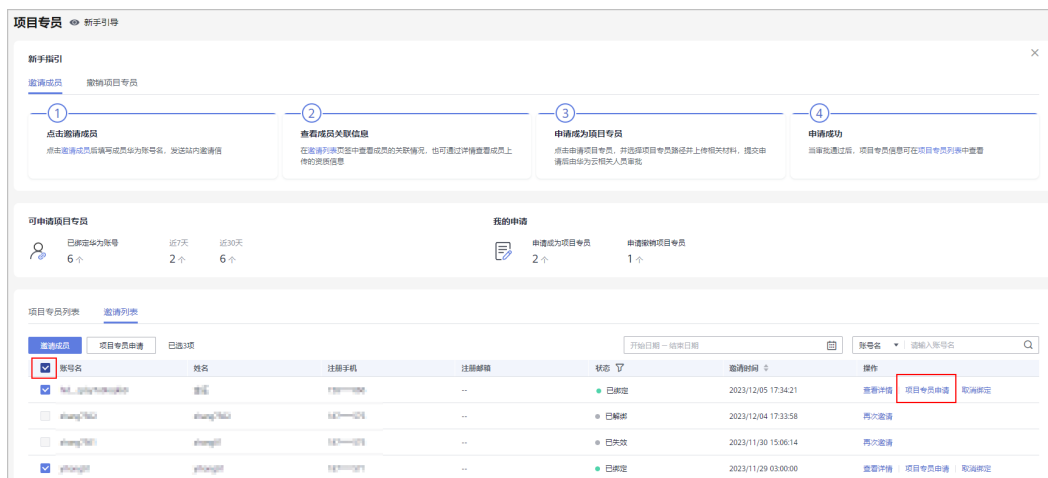 项目专员 新手引导
新手指引
邀请成员 撤销项目专员
1 2 3 4
点击邀请成员 查看成员关联信息 申请成为项目专员 申请成功
点击邀请成员后填写成员华为账号名，发送站内邀请信
在邀请列表页签中查看成员的关联情况，也可通过详情查看成员上
传的资质信息
点击申请项目专员，并选择项目专员路径并上传相关材料，提交申
请后由华为云相关人员审批
当审批通过后，项目专员信息可在项目专员列表中查看
可申请项目专员 我的申请
已绑定华为账号 近7天 近30天 申请成为项目专员 申请撤销项目专员
6 个 2 个 6 个 2 个 1 个
项目专员列表 邀请列表
邀请成员 项目专员申请 已选3项 开始日期 – 结束日期 账号名 请输入账号名
账号名 姓名 注册手机 注册邮箱 状态 邀请时间 操作
-- 已绑定 2023/12/05 17:34:21 查看详情 项目专员申请 取消绑定
-- 已解绑 2023/12/04 17:33:58 再次邀请
-- 已失效 2023/11/30 15:06:14 再次邀请
-- 已绑定 2023/11/29 03:00:00 查看详情 项目专员申请 取消绑定